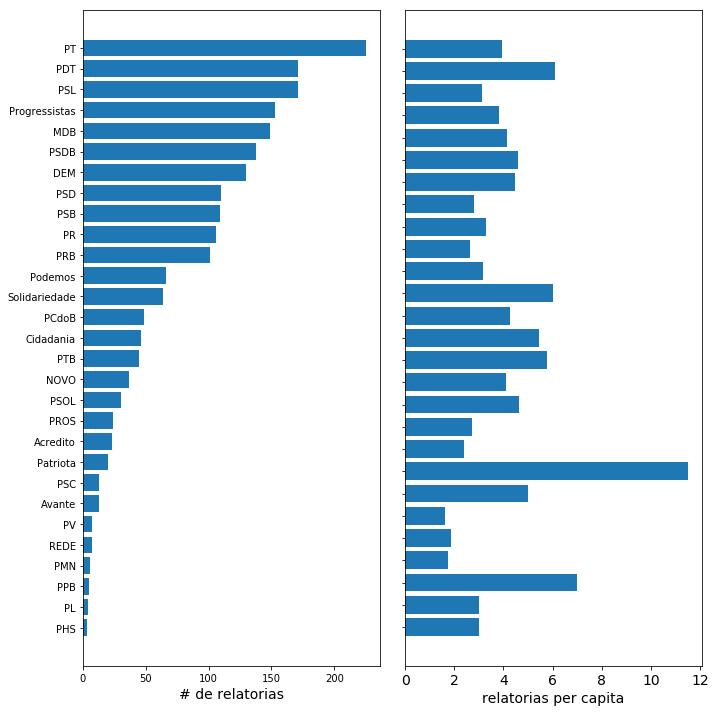 PT
PDT
PSL
Progressistas
MDB
PSDB
DEM
PSD
PSB
PR
PRB
Podemos
Solidariedade
PCdoB
Cidadania
PTB
NOVO
PSOL
PROS
Acredito
Patriota
PSC
Avante
PV
REDE
PMN
PPB
PL
PHS
0 50 100 150 200
# de relatorias
0 2 4 6 8 10 12
relatorias per capita